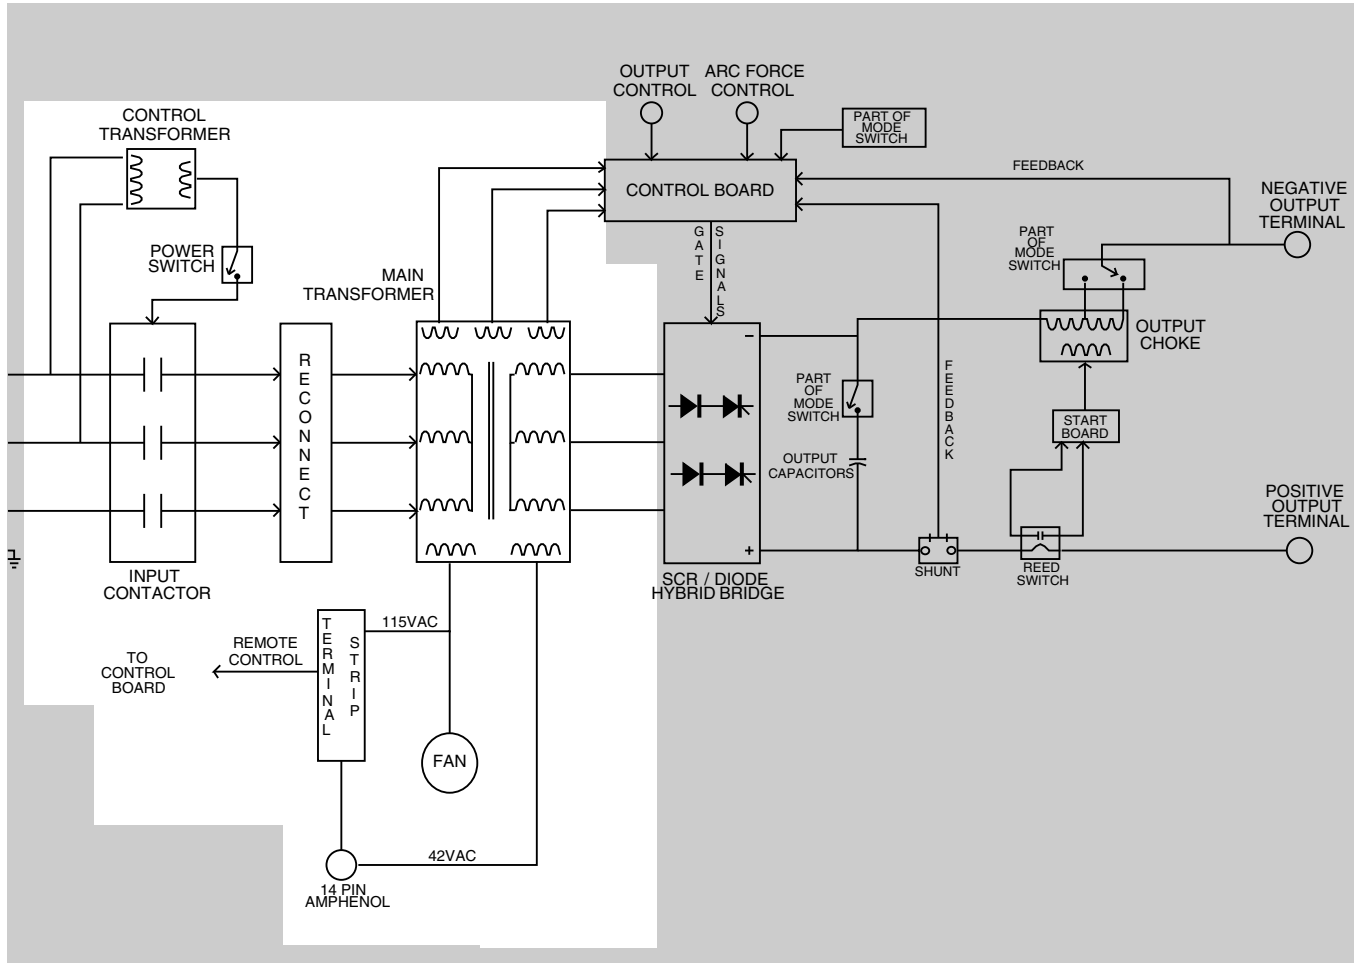 OUTPUT
CONTROL
ARC FORCE
CONTROL
CONTROL
TRANSFORMER
PART OF
MODE
SWITCH
CONTROL BOARD
FEEDBACK
NEGATIVE
OUTPUT
TERMINAL
POWER
SWITCH
GATE
SIGNALS
PART
OF
MODE
SWITCH
MAIN
TRANSFORMER
OUTPUT
CHOKE
RECONNECT
–
PART
OF
MODE
SWITCH
FEEDBACK
START
BOARD
OUTPUT
CAPACITORS
POSITIVE
OUTPUT
TERMINAL
+
INPUT
CONTACTOR
SCR / DIODE
HYBRID BRIDGE
SHUNT
REED
SWITCH
115VAC
TERMINAL
STRIP
REMOTE
CONTROL
TO
CONTROL
BOARD
FAN
42VAC
14 PIN
AMPHENOL